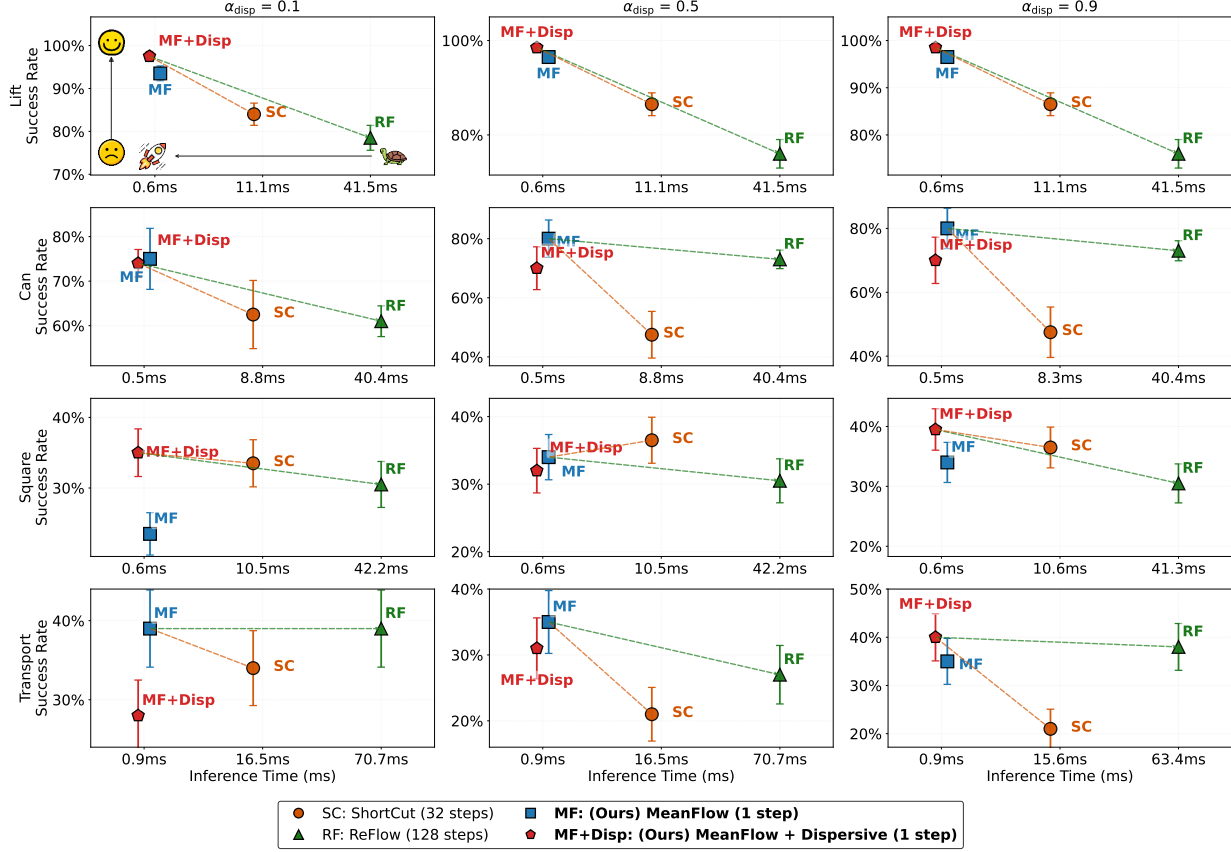 α_disp = 0.1
α_disp = 0.5
α_disp = 0.9
Lift
Success Rate
100%
90%
80%
70%
MF+Disp
MF
SC
RF
0.6ms
11.1ms
41.5ms
100%
80%
MF+Disp
MF
SC
RF
0.6ms
11.1ms
41.5ms
100%
80%
MF+Disp
MF
SC
RF
0.6ms
11.1ms
41.5ms
Can
Success Rate
80%
70%
60%
MF+Disp
MF
SC
RF
0.5ms
8.8ms
40.4ms
80%
60%
40%
MF
MF+Disp
SC
RF
0.5ms
8.8ms
40.4ms
80%
60%
40%
MF
MF+Disp
SC
RF
0.5ms
8.3ms
40.4ms
Square
Success Rate
40%
30%
MF+Disp
MF
SC
RF
0.6ms
10.5ms
42.2ms
40%
30%
20%
MF+Disp
MF
SC
RF
0.6ms
10.5ms
42.2ms
40%
30%
20%
MF+Disp
MF
SC
RF
0.6ms
10.6ms
41.3ms
Transport
Success Rate
40%
30%
MF
MF+Disp
SC
RF
0.9ms
16.5ms
70.7ms
Inference Time (ms)
40%
30%
20%
MF
MF+Disp
SC
RF
0.9ms
16.5ms
70.7ms
Inference Time (ms)
50%
40%
30%
20%
MF+Disp
MF
SC
RF
0.9ms
15.6ms
63.4ms
Inference Time (ms)
SC: ShortCut (32 steps)
RF: ReFlow (128 steps)
MF: (Ours) MeanFlow (1 step)
MF+Disp: (Ours) MeanFlow + Dispersive (1 step)